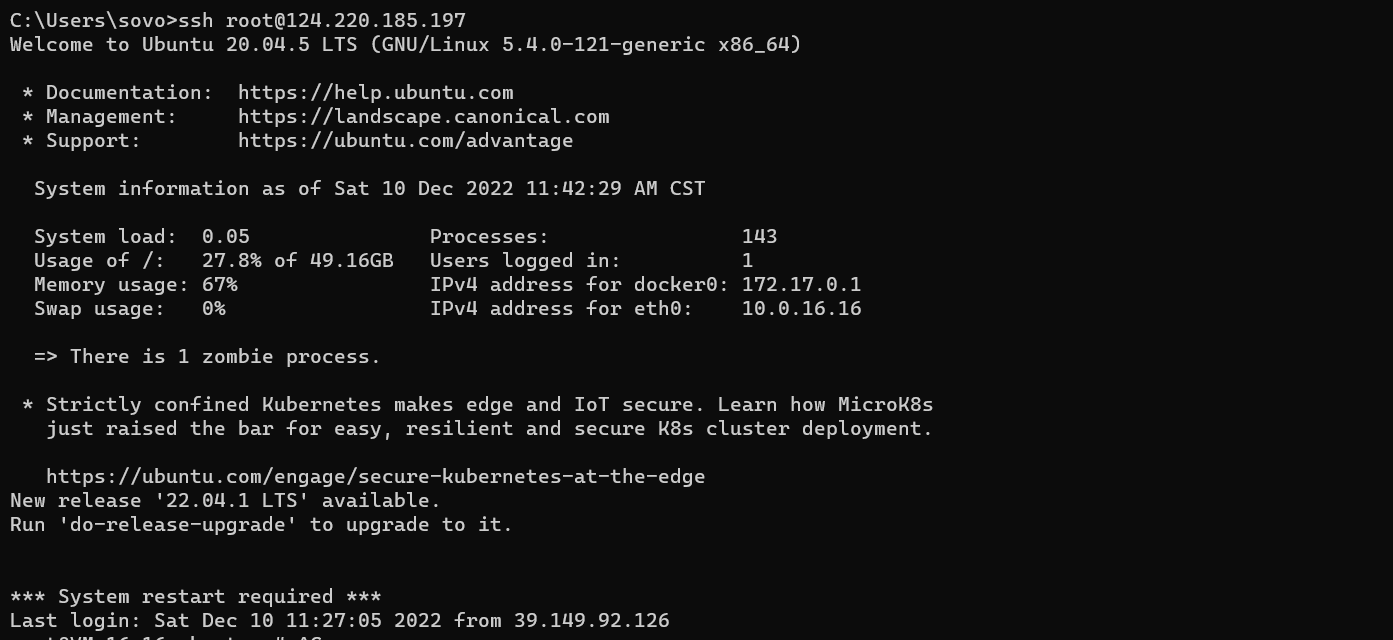 C:\Users\sovo>ssh root@124.220.185.197
Welcome to Ubuntu 20.04.5 LTS (GNU/Linux 5.4.0-121-generic x86_64)
* Documentation:  https://help.ubuntu.com
* Management:     https://landscape.canonical.com
* Support:        https://ubuntu.com/advantage
System information as of Sat 10 Dec 2022 11:42:29 AM CST
System load:  0.05               Processes:                143
Usage of /:   27.8% of 49.16GB   Users logged in:          1
Memory usage: 67%                IPv4 address for docker0: 172.17.0.1
Swap usage:   0%                 IPv4 address for eth0:    10.0.16.16
=> There is 1 zombie process.
* Strictly confined Kubernetes makes edge and IoT secure. Learn how MicroK8s
just raised the bar for easy, resilient and secure K8s cluster deployment.
https://ubuntu.com/engage/secure-kubernetes-at-the-edge
New release '22.04.1 LTS' available.
Run 'do-release-upgrade' to upgrade to it.
*** System restart required ***
Last login: Sat Dec 10 11:27:05 2022 from 39.149.92.126